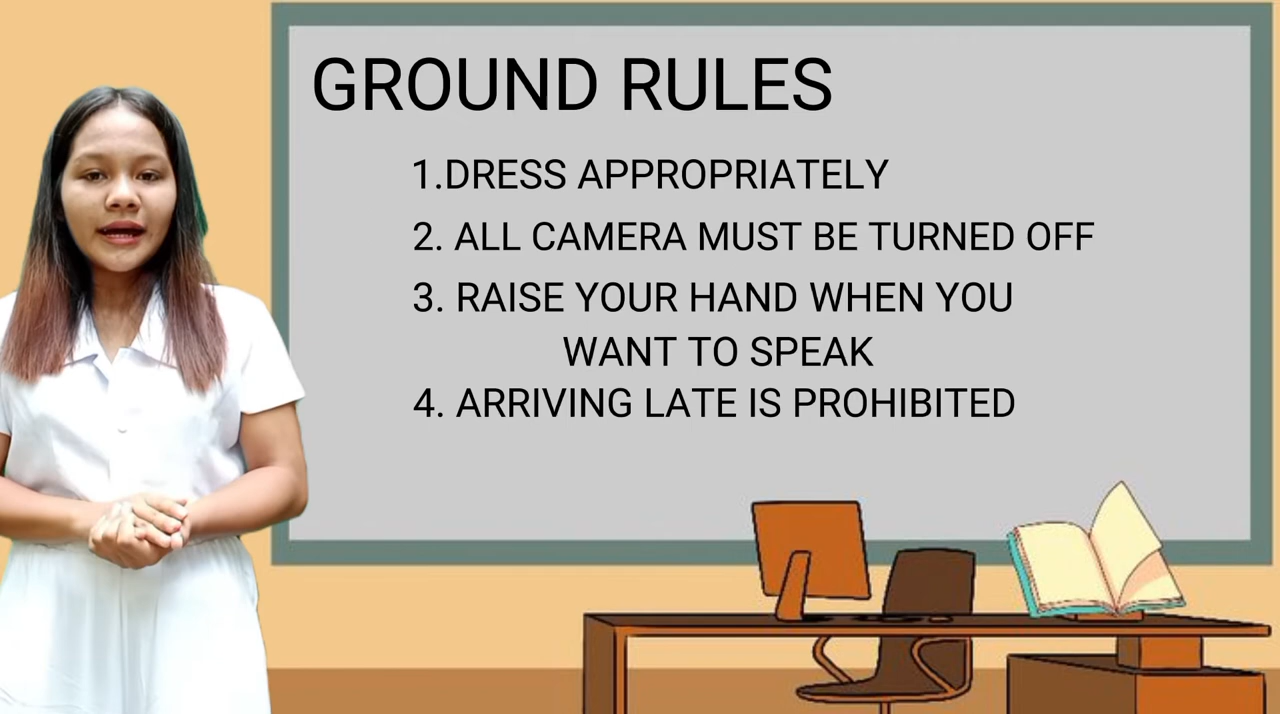 GROUND RULES
1.DRESS APPROPRIATELY
2. ALL CAMERA MUST BE TURNED OFF
3. RAISE YOUR HAND WHEN YOU
WANT TO SPEAK
4. ARRIVING LATE IS PROHIBITED